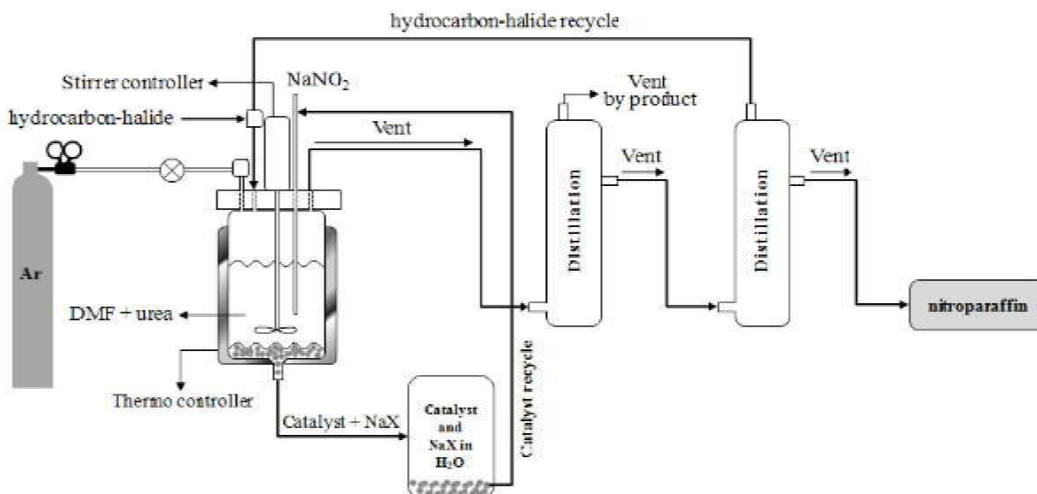 hydrocarbon-halide recycle
Stirrer controller
NaNO2
Vent
by product
hydrocarbon-halide
Vent
Vent
Vent
Distillation
Distillation
Ar
nitroparaffin
DMF + urea
Thermo controller
Catalyst + NaX
Catalyst
and
NaX in
H2O
Catalyst recycle